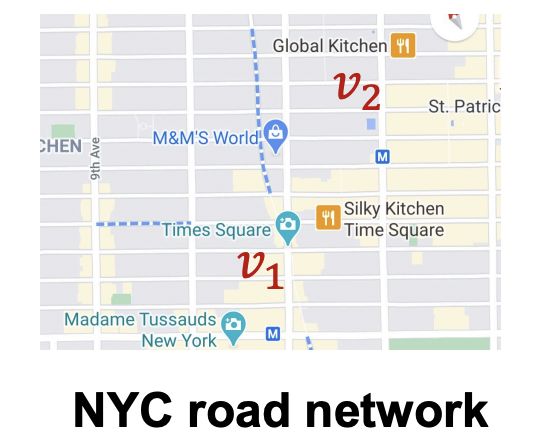 Global Kitchen
v₂
St. Patric
M&M'S World
CHEN
9th Ave
M
Silky Kitchen
Time Square
Times Square
v₁
Madame Tussauds
New York
M
NYC road network